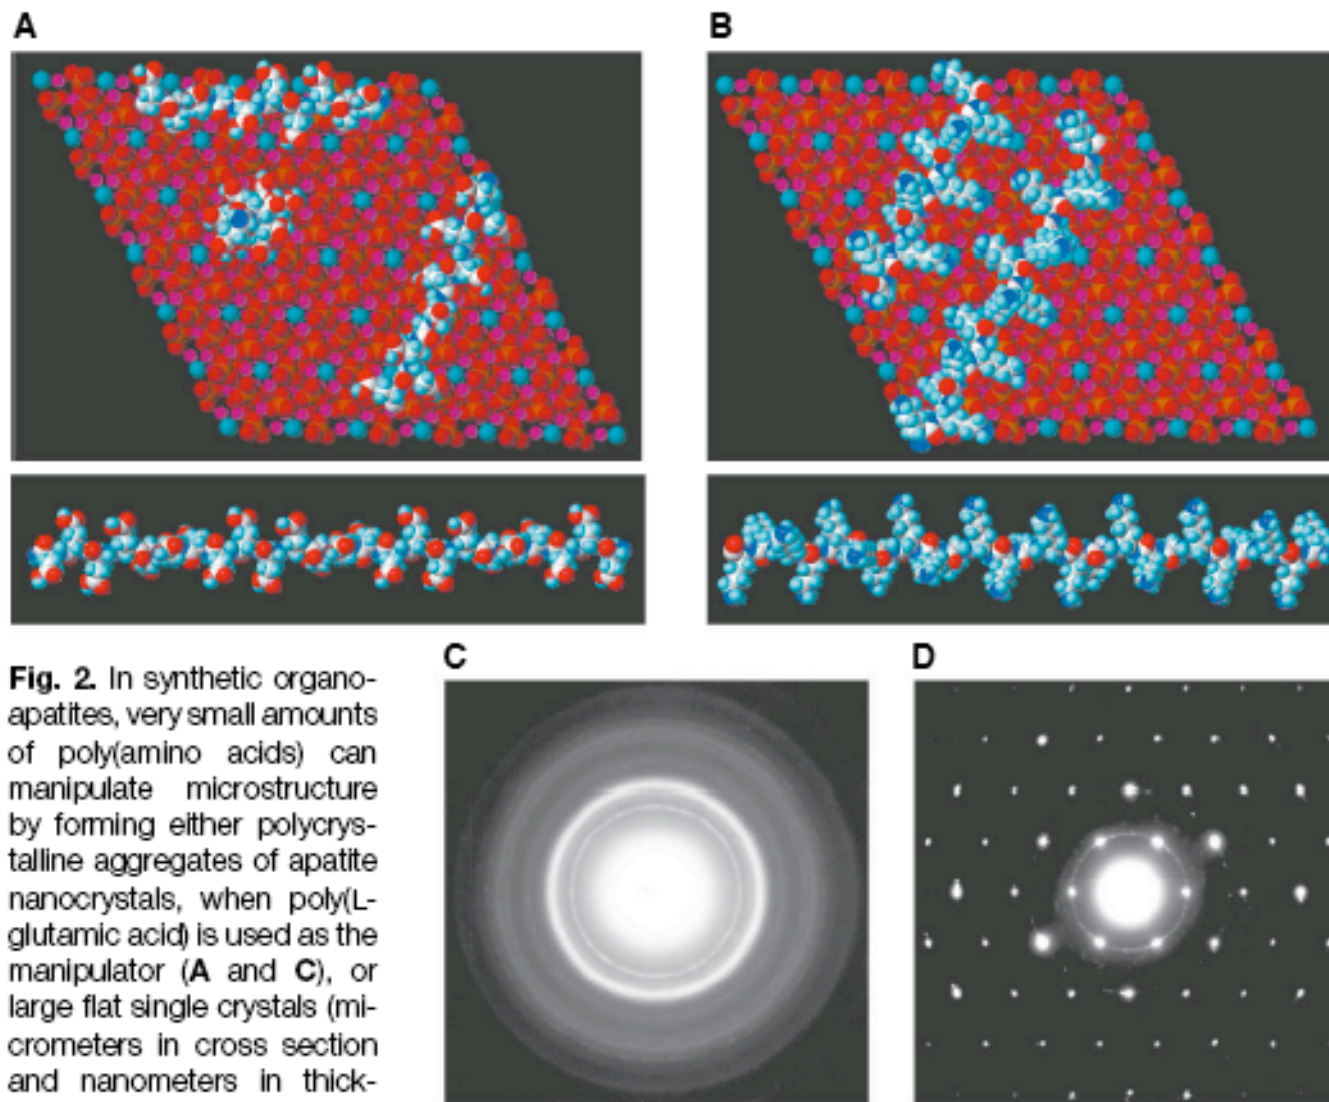 A
B
C
D
Fig. 2. In synthetic organo-
apatites, very small amounts
of poly(amino acids) can
manipulate microstructure
by forming either polycrys-
talline aggregates of apatite
nanocrystals, when poly(L-
glutamic acid) is used as the
manipulator (A and C), or
large flat single crystals (mi-
crometers in cross section
and nanometers in thick-